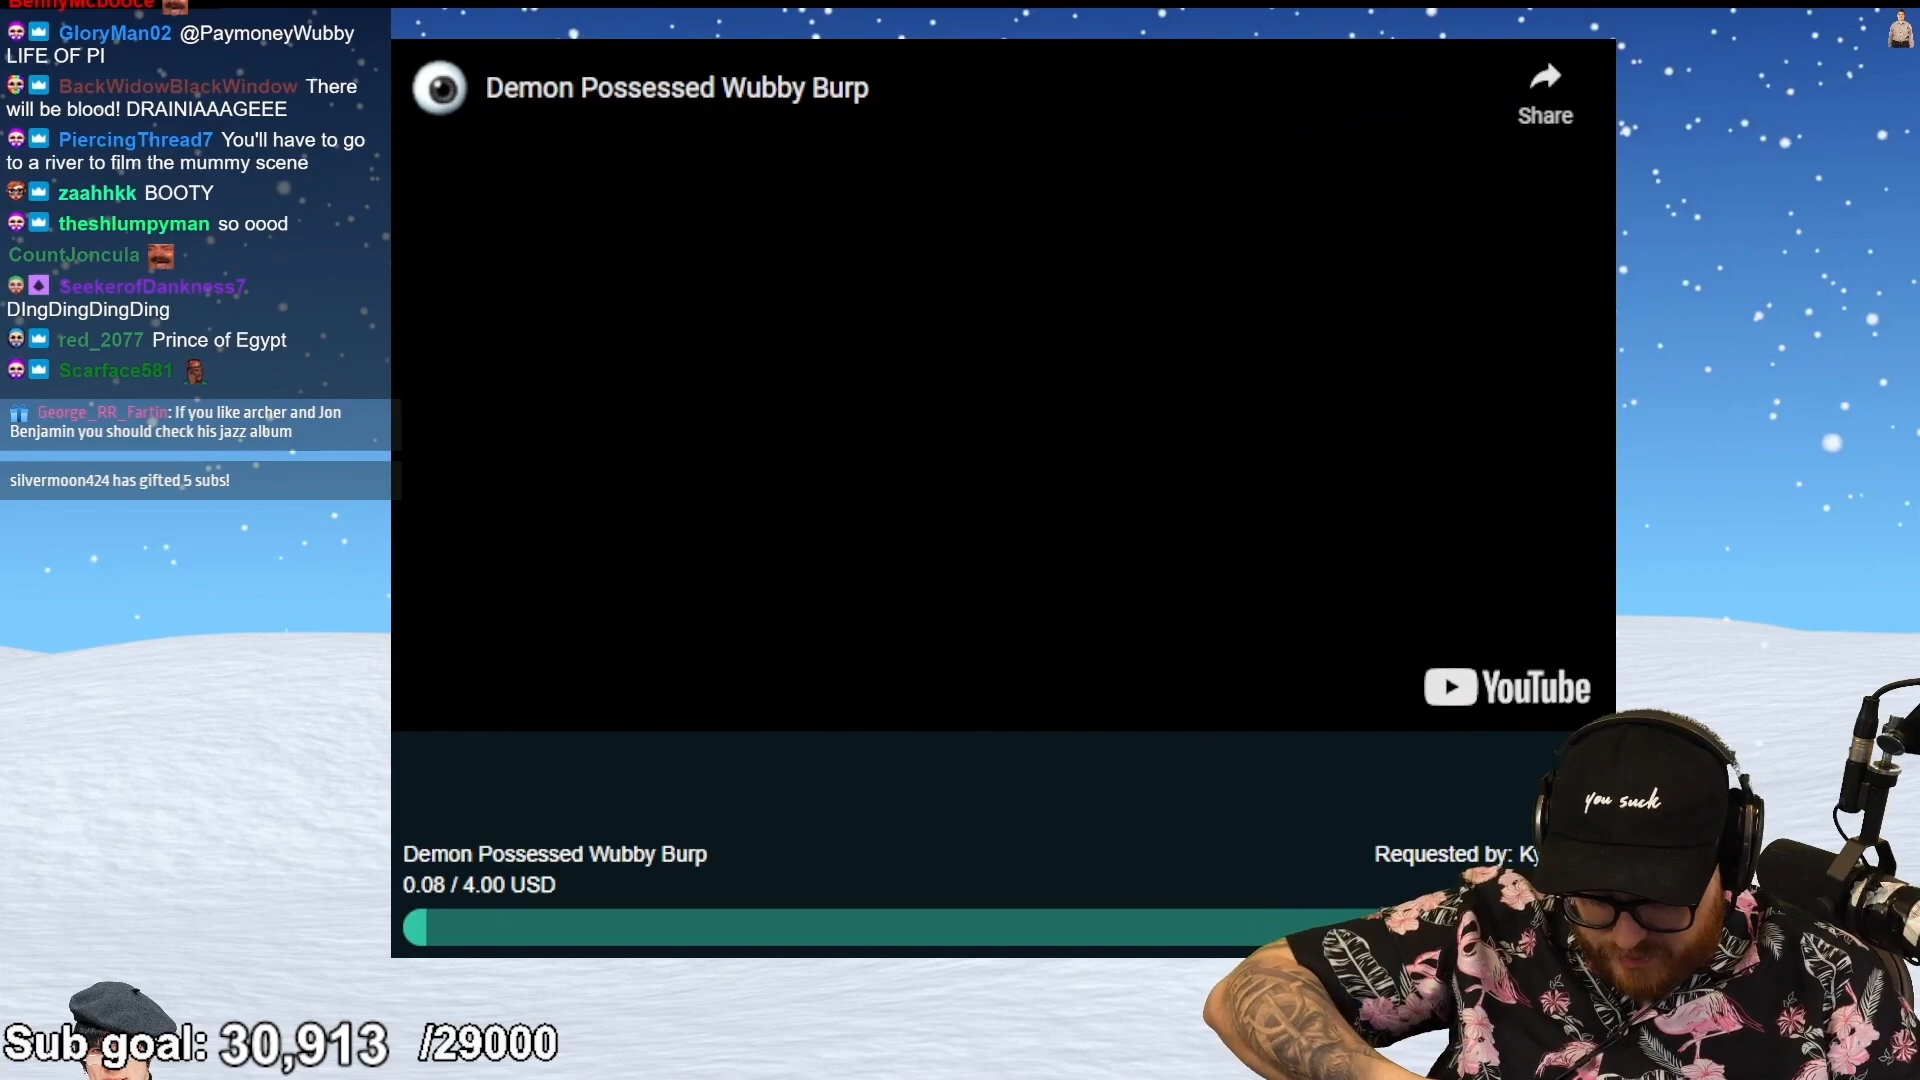 BennyMcbooce
GloryMan02 @PaymoneyWubby
LIFE OF PI
BackWidowBlackWindow There
will be blood! DRAINIAAAGEEE
PiercingThread7 You'll have to go
to a river to film the mummy scene
zaahhkk BOOTY
theshlumpyman so oood
CountJoncula
SeekerofDankness7
DIngDingDingDing
red_2077 Prince of Egypt
Scarface581
George_RR_Fartin: If you like archer and Jon
Benjamin you should check his jazz album
silvermoon424 has gifted 5 subs!
Demon Possessed Wubby Burp
Share
YouTube
Demon Possessed Wubby Burp
Requested by:
0.08 / 4.00 USD
you suck
Sub goal: 30,913 /29000